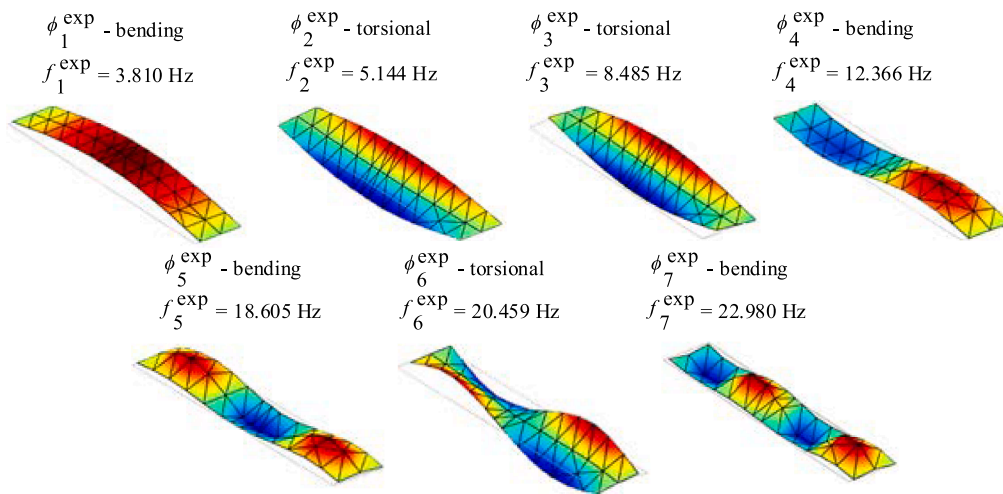 ϕ₁ᵉˣᵖ - bending
f₁ᵉˣᵖ = 3.810 Hz
ϕ₂ᵉˣᵖ - torsional
f₂ᵉˣᵖ = 5.144 Hz
ϕ₃ᵉˣᵖ - torsional
f₃ᵉˣᵖ = 8.485 Hz
ϕ₄ᵉˣᵖ - bending
f₄ᵉˣᵖ = 12.366 Hz
ϕ₅ᵉˣᵖ - bending
f₅ᵉˣᵖ = 18.605 Hz
ϕ₆ᵉˣᵖ - torsional
f₆ᵉˣᵖ = 20.459 Hz
ϕ₇ᵉˣᵖ - bending
f₇ᵉˣᵖ = 22.980 Hz